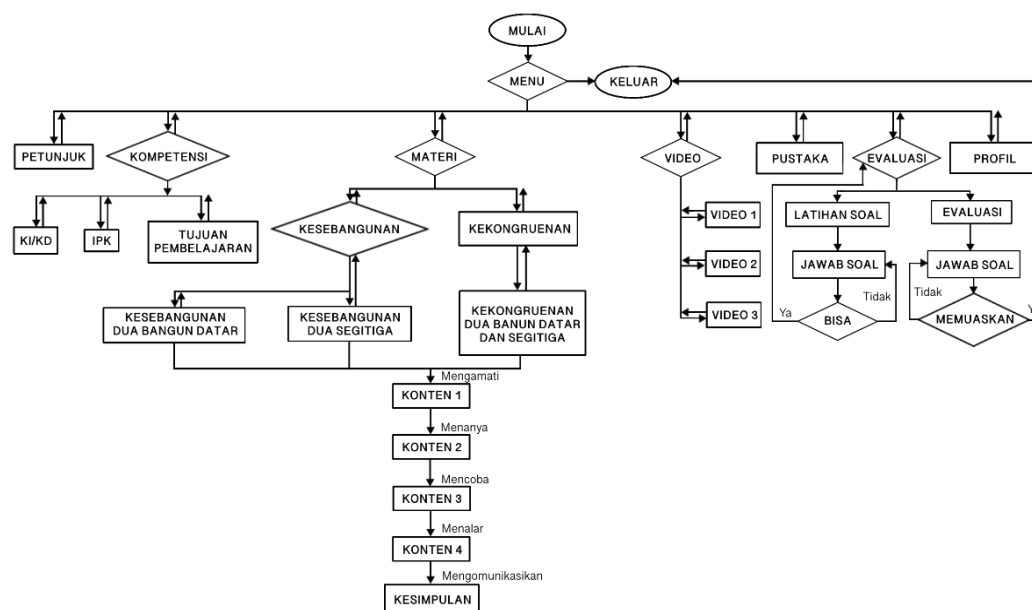 MULAI
MENU
KELUAR
PETUNJUK
KOMPETENSI
MATERI
VIDEO
PUSTAKA
EVALUASI
PROFIL
KI/KD
IPK
TUJUAN
PEMBELAJARAN
KESEBANGUNAN
KEKONGRUENAN
VIDEO 1
VIDEO 2
VIDEO 3
LATIHAN SOAL
EVALUASI
JAWAB SOAL
JAWAB SOAL
Ya
Tidak
Tidak
BISA
MEMUASKAN
Y
KESEBANGUNAN
DUA BANGUN DATAR
KESEBANGUNAN
DUA SEGITIGA
KEKONGRUENAN
DUA BANUN DATAR
DAN SEGITIGA
Mengamati
KONTEN 1
Menanya
KONTEN 2
Mencoba
KONTEN 3
Menalar
KONTEN 4
Mengomunikasikan
KESIMPULAN